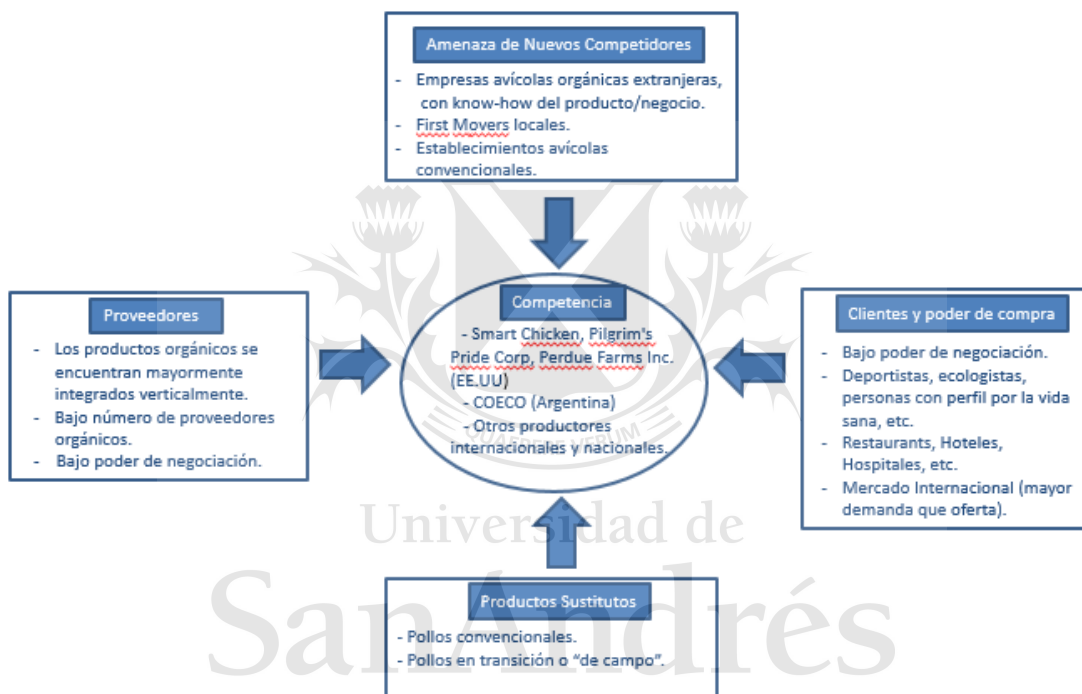 Amenaza de Nuevos Competidores
- Empresas avícolas orgánicas extranjeras,
con know-how del producto/negocio.
- First Movers locales.
- Establecimientos avícolas
convencionales.
Proveedores
- Los productos orgánicos se
encuentran mayormente
integrados verticalmente.
- Bajo número de proveedores
orgánicos.
- Bajo poder de negociación.
Competencia
- Smart Chicken, Pilgrim's
Pride Corp, Perdue Farms Inc.
(EE.UU)
- COECO (Argentina)
- Otros productores
internacionales y nacionales.
QUAERERE VERUM
Clientes y poder de compra
- Bajo poder de negociación.
- Deportistas, ecologistas,
personas con perfil por la vida
sana, etc.
- Restaurants, Hoteles,
Hospitales, etc.
- Mercado Internacional (mayor
demanda que oferta).
Universidad de
SanAndrés
Productos Sustitutos
- Pollos convencionales.
- Pollos en transición o “de campo”.